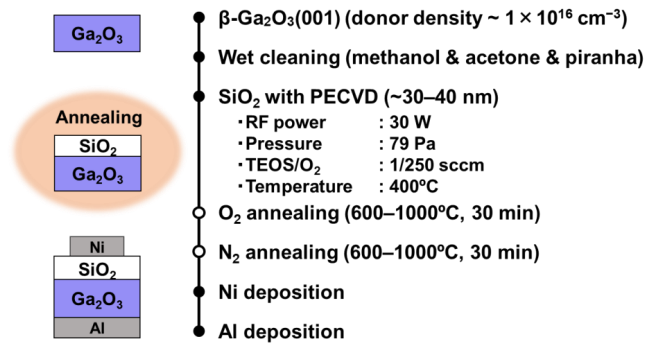 Ga₂O₃
β-Ga₂O₃(001) (donor density ~ 1×10¹⁶ cm⁻³)
Wet cleaning (methanol & acetone & piranha)
Annealing
SiO₂
Ga₂O₃
SiO₂ with PECVD (~30–40 nm)
・RF power : 30 W
・Pressure : 79 Pa
・TEOS/O₂ : 1/250 sccm
・Temperature : 400ºC
O₂ annealing (600–1000ºC, 30 min)
N₂ annealing (600–1000ºC, 30 min)
Ni
SiO₂
Ga₂O₃
Al
Ni deposition
Al deposition